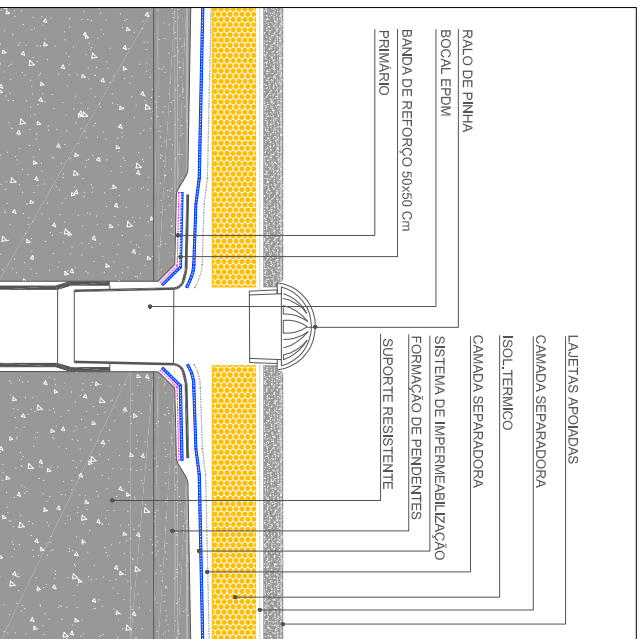 RALO DE PINHA
BOCAL EPDM
BANDA DE REFORÇO 50x50 Cm
PRIMÁRIO
LAJETAS APOIADAS
CAMADA SEPARADORA
ISOL.TERMICO
CAMADA SEPARADORA
SISTEMA DE IMPERMEABILIZAÇÃO
FORMAÇÃO DE PENDENTES
SUPORTE RESISTENTE